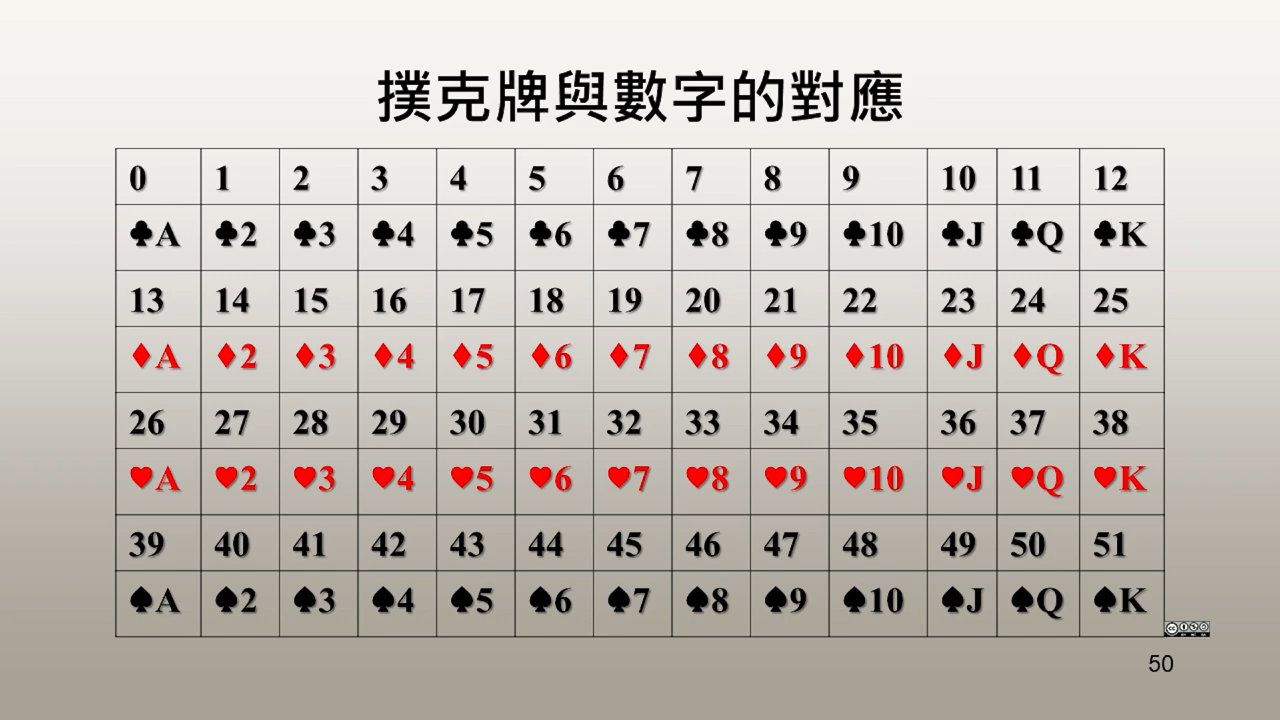 撲克牌與數字的對應
0 1 2 3 4 5 6 7 8 9 10 11 12
♣A ♣2 ♣3 ♣4 ♣5 ♣6 ♣7 ♣8 ♣9 ♣10 ♣J ♣Q ♣K
13 14 15 16 17 18 19 20 21 22 23 24 25
♦A ♦2 ♦3 ♦4 ♦5 ♦6 ♦7 ♦8 ♦9 ♦10 ♦J ♦Q ♦K
26 27 28 29 30 31 32 33 34 35 36 37 38
♥A ♥2 ♥3 ♥4 ♥5 ♥6 ♥7 ♥8 ♥9 ♥10 ♥J ♥Q ♥K
39 40 41 42 43 44 45 46 47 48 49 50 51
♠A ♠2 ♠3 ♠4 ♠5 ♠6 ♠7 ♠8 ♠9 ♠10 ♠J ♠Q ♠K
50